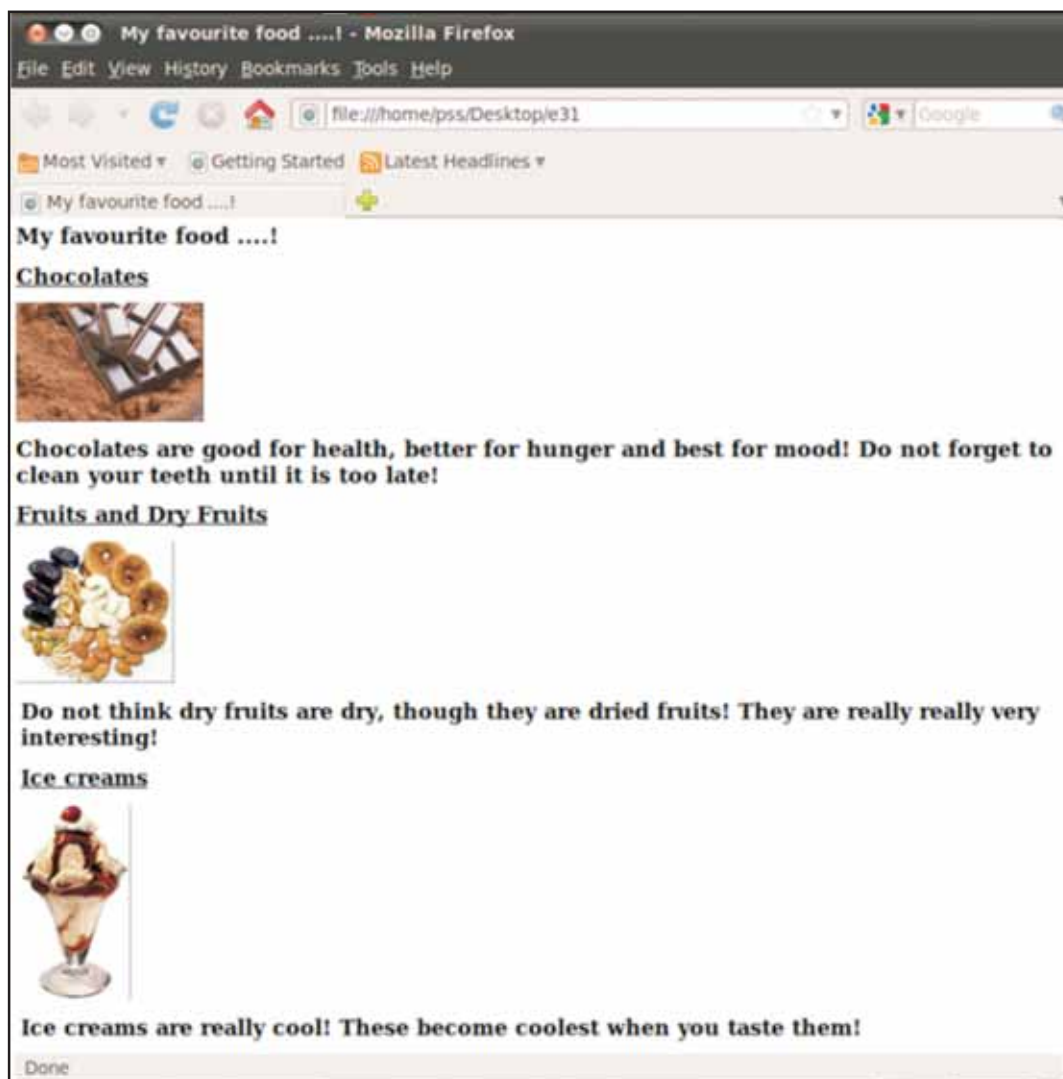 My favourite food ....! - Mozilla Firefox
File Edit View History Bookmarks Tools Help
file:///home/pss/Desktop/e31 Google
Most Visited Getting Started Latest Headlines
My favourite food ....!
My favourite food ....!
Chocolates
Chocolates are good for health, better for hunger and best for mood! Do not forget to
clean your teeth until it is too late!
Fruits and Dry Fruits
Do not think dry fruits are dry, though they are dried fruits! They are really really very
interesting!
Ice creams
Ice creams are really cool! These become coolest when you taste them!
Done